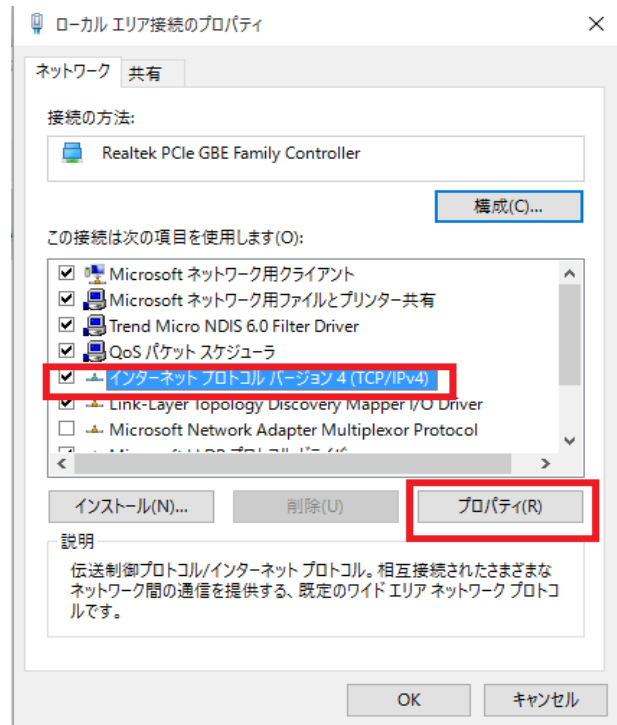 ローカル エリア接続のプロパティ
ネットワーク 共有
接続の方法:
Realtek PCIe GBE Family Controller
構成(C)...
この接続は次の項目を使用します(O):
Microsoft ネットワーク用クライアント
Microsoft ネットワーク用ファイルとプリンター共有
Trend Micro NDIS 6.0 Filter Driver
QoS パケット スケジューラ
インターネット プロトコル バージョン 4 (TCP/IPv4)
Link-Layer Topology Discovery Mapper I/O Driver
Microsoft Network Adapter Multiplexor Protocol
インストール(N)... 削除(U) プロパティ(R)
説明
伝送制御プロトコル/インターネット プロトコル。相互接続されたさまざまな
ネットワーク間の通信を提供する、既定のワイド エリア ネットワーク プロトコ
ルです。
OK キャンセル